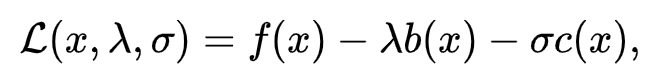 ℒ(x, λ, σ) = f(x) − λb(x) − σc(x),